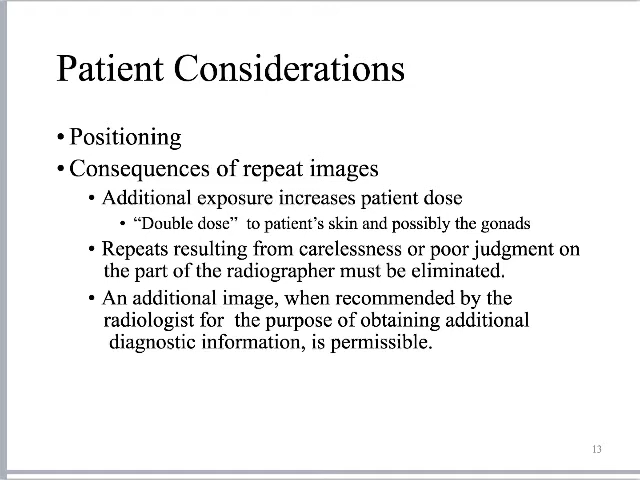 Patient Considerations
• Positioning
• Consequences of repeat images
• Additional exposure increases patient dose
• “Double dose” to patient’s skin and possibly the gonads
• Repeats resulting from carelessness or poor judgment on
the part of the radiographer must be eliminated.
• An additional image, when recommended by the
radiologist for the purpose of obtaining additional
diagnostic information, is permissible.
13